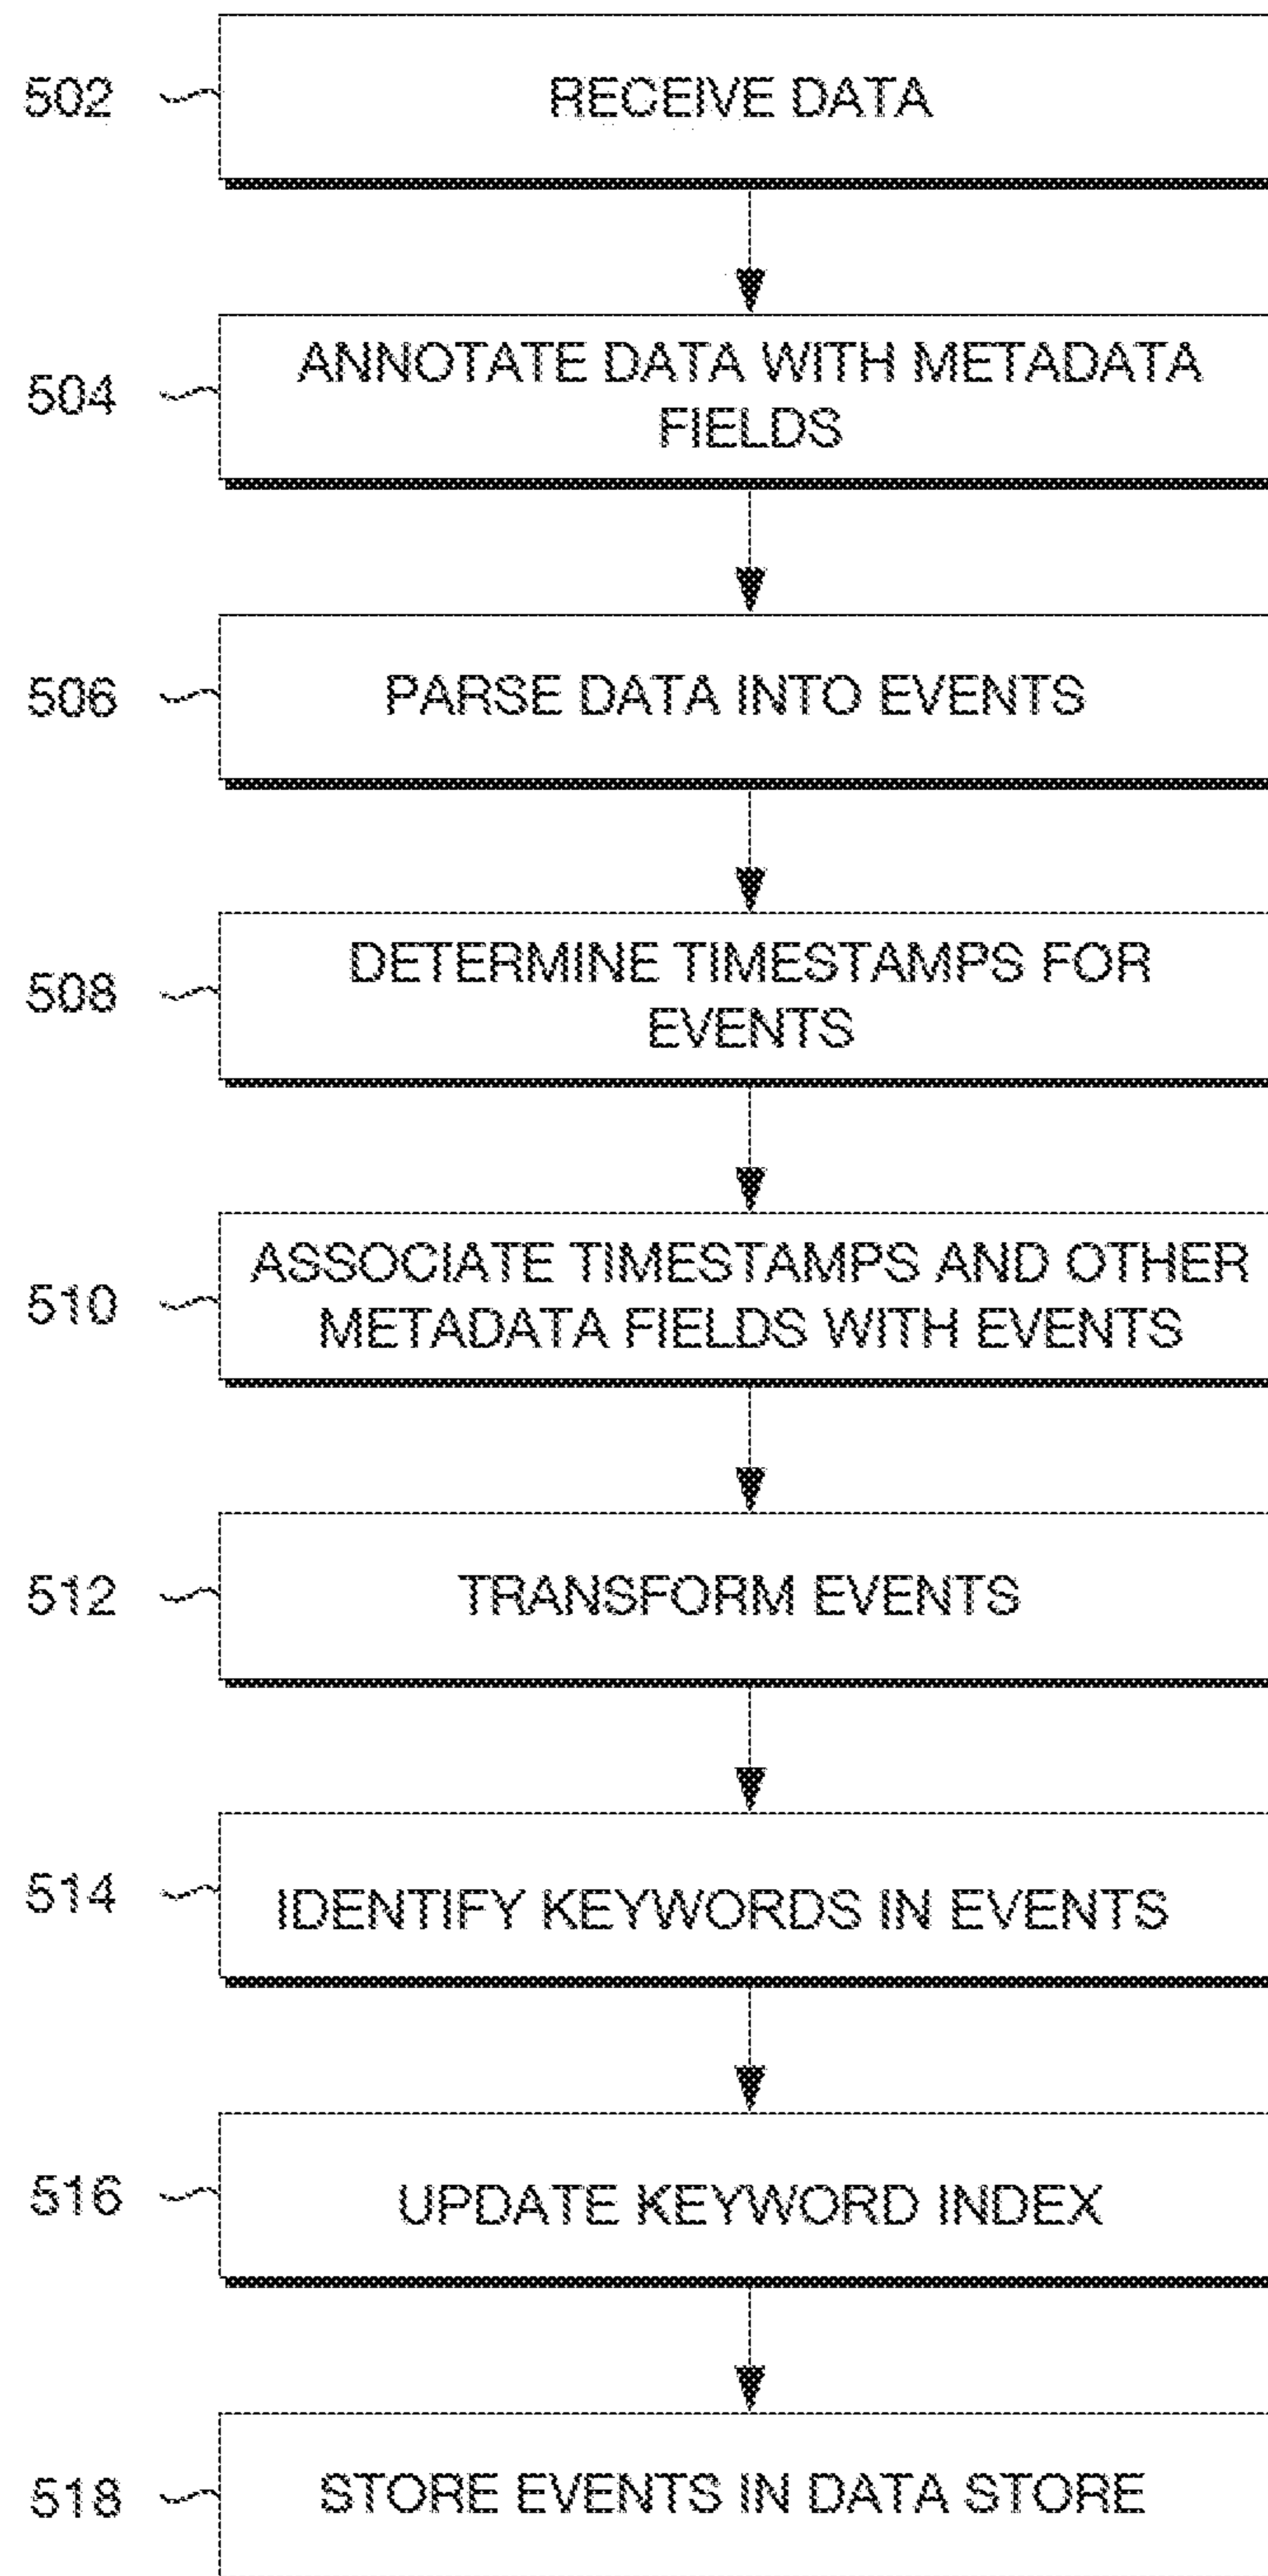 502
RECEIVE DATA
504
ANNOTATE DATA WITH METADATA
FIELDS
506
PARSE DATA INTO EVENTS
508
DETERMINE TIMESTAMPS FOR
EVENTS
510
ASSOCIATE TIMESTAMPS AND OTHER
METADATA FIELDS WITH EVENTS
512
TRANSFORM EVENTS
514
IDENTIFY KEYWORDS IN EVENTS
516
UPDATE KEYWORD INDEX
518
STORE EVENTS IN DATA STORE